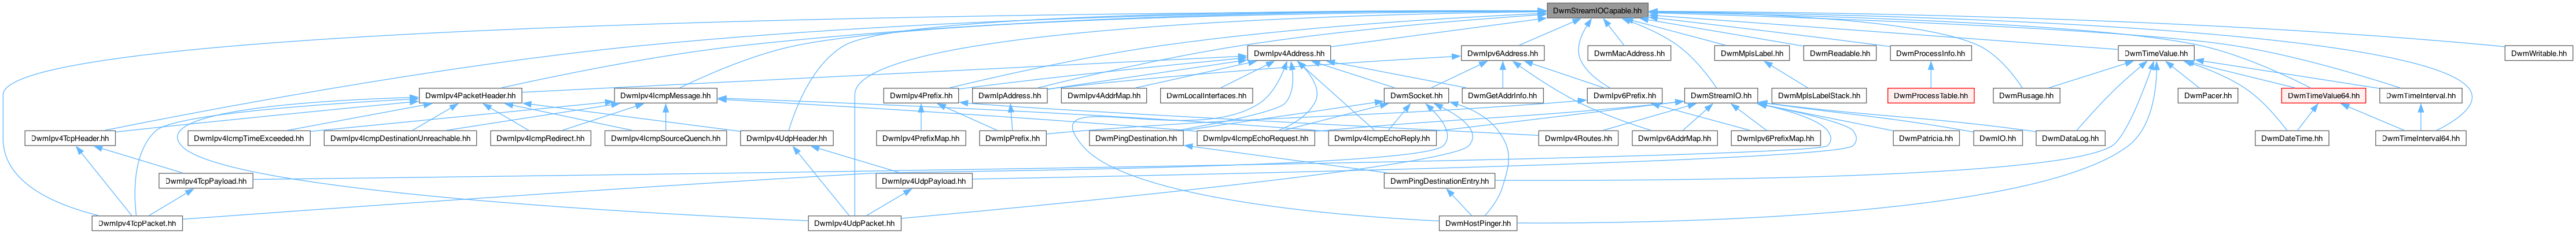 DwmStreamIOCapable.hh
DwmIpv4Address.hh
DwmIpv6Address.hh
DwmMacAddress.hh
DwmMplsLabel.hh
DwmReadable.hh
DwmProcessInfo.hh
DwmTimeValue.hh
DwmWritable.hh
DwmIpv4PacketHeader.hh
DwmIpv4IcmpMessage.hh
DwmIpv4Prefix.hh
DwmIpAddress.hh
DwmIpv4AddrMap.hh
DwmLocalInterfaces.hh
DwmSocket.hh
DwmGetAddrInfo.hh
DwmIpv6Prefix.hh
DwmStreamIO.hh
DwmMplsLabelStack.hh
DwmProcessTable.hh
DwmRusage.hh
DwmPacer.hh
DwmTimeValue64.hh
DwmTimeInterval.hh
DwmIpv4TcpHeader.hh
DwmIpv4IcmpTimeExceeded.hh
DwmIpv4IcmpDestinationUnreachable.hh
DwmIpv4IcmpRedirect.hh
DwmIpv4IcmpSourceQuench.hh
DwmIpv4UdpHeader.hh
DwmIpv4PrefixMap.hh
DwmIpPrefix.hh
DwmPingDestination.hh
DwmIpv4IcmpEchoRequest.hh
DwmIpv4IcmpEchoReply.hh
DwmIpv4Routes.hh
DwmIpv6AddrMap.hh
DwmIpv6PrefixMap.hh
DwmPatricia.hh
DwmIO.hh
DwmDataLog.hh
DwmDateTime.hh
DwmTimeInterval64.hh
DwmIpv4TcpPayload.hh
DwmIpv4UdpPayload.hh
DwmPingDestinationEntry.hh
DwmIpv4TcpPacket.hh
DwmIpv4UdpPacket.hh
DwmHostPinger.hh